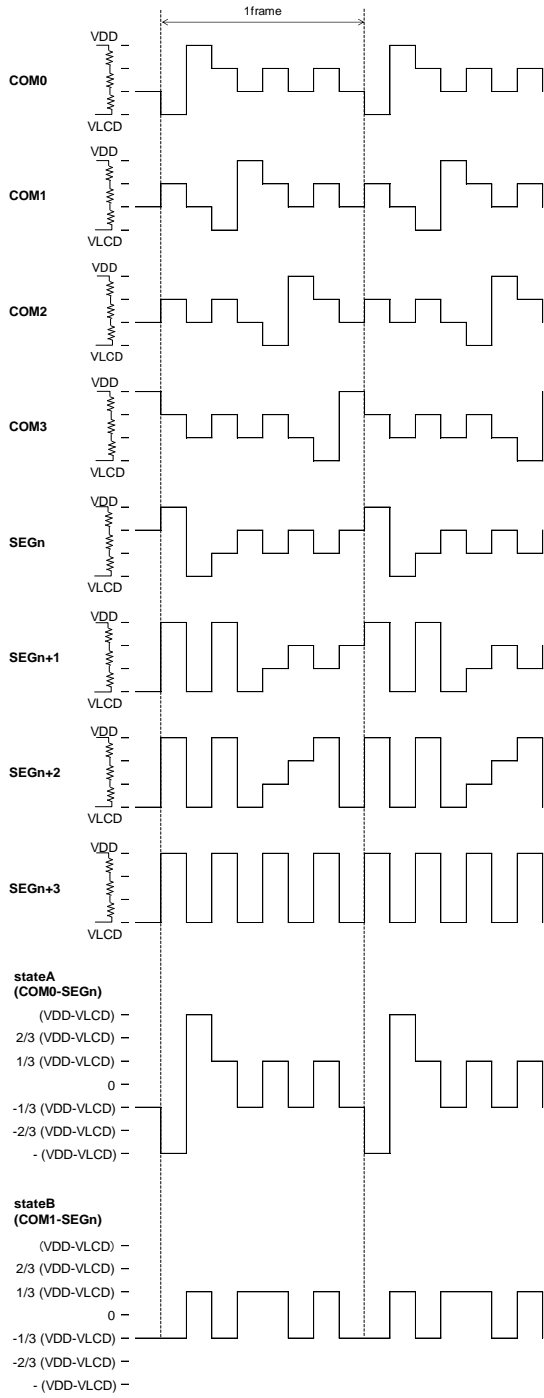 1frame
VDD
COM0
VLCD
VDD
COM1
VLCD
VDD
COM2
VLCD
VDD
COM3
VLCD
VDD
SEGn
VLCD
VDD
SEGn+1
VLCD
VDD
SEGn+2
VLCD
VDD
SEGn+3
VLCD
stateA
(COM0-SEGn)
(VDD-VLCD)
2/3 (VDD-VLCD)
1/3 (VDD-VLCD)
0
-1/3 (VDD-VLCD)
-2/3 (VDD-VLCD)
- (VDD-VLCD)
stateB
(COM1-SEGn)
(VDD-VLCD)
2/3 (VDD-VLCD)
1/3 (VDD-VLCD)
0
-1/3 (VDD-VLCD)
-2/3 (VDD-VLCD)
- (VDD-VLCD)